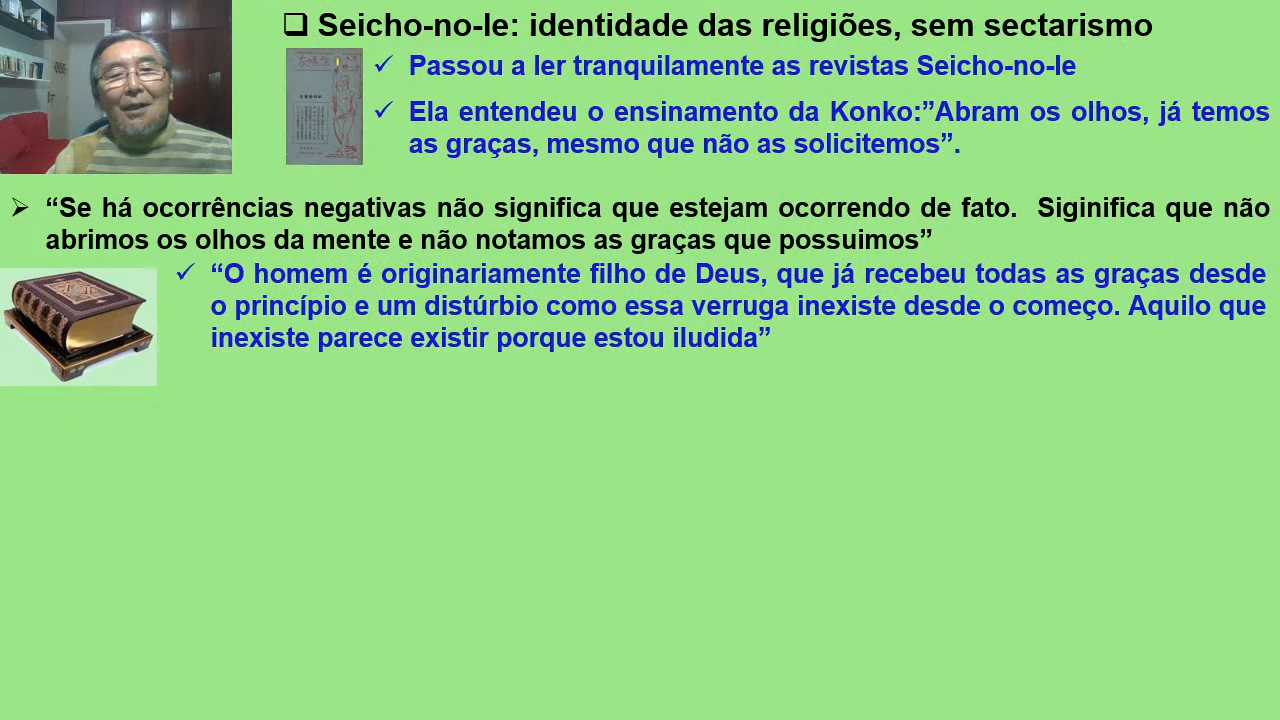 Seicho-no-Ie: identidade das religiões, sem sectarismo
Passou a ler tranquilamente as revistas Seicho-no-Ie
Ela entendeu o ensinamento da Konko:”Abram os olhos, já temos
as graças, mesmo que não as solicitemos”.
“Se há ocorrências negativas não significa que estejam ocorrendo de fato. Siginifica que não
abrimos os olhos da mente e não notamos as graças que possuimos”
“O homem é originariamente filho de Deus, que já recebeu todas as graças desde
o princípio e um distúrbio como essa verruga inexiste desde o começo. Aquilo que
inexiste parece existir porque estou iludida”